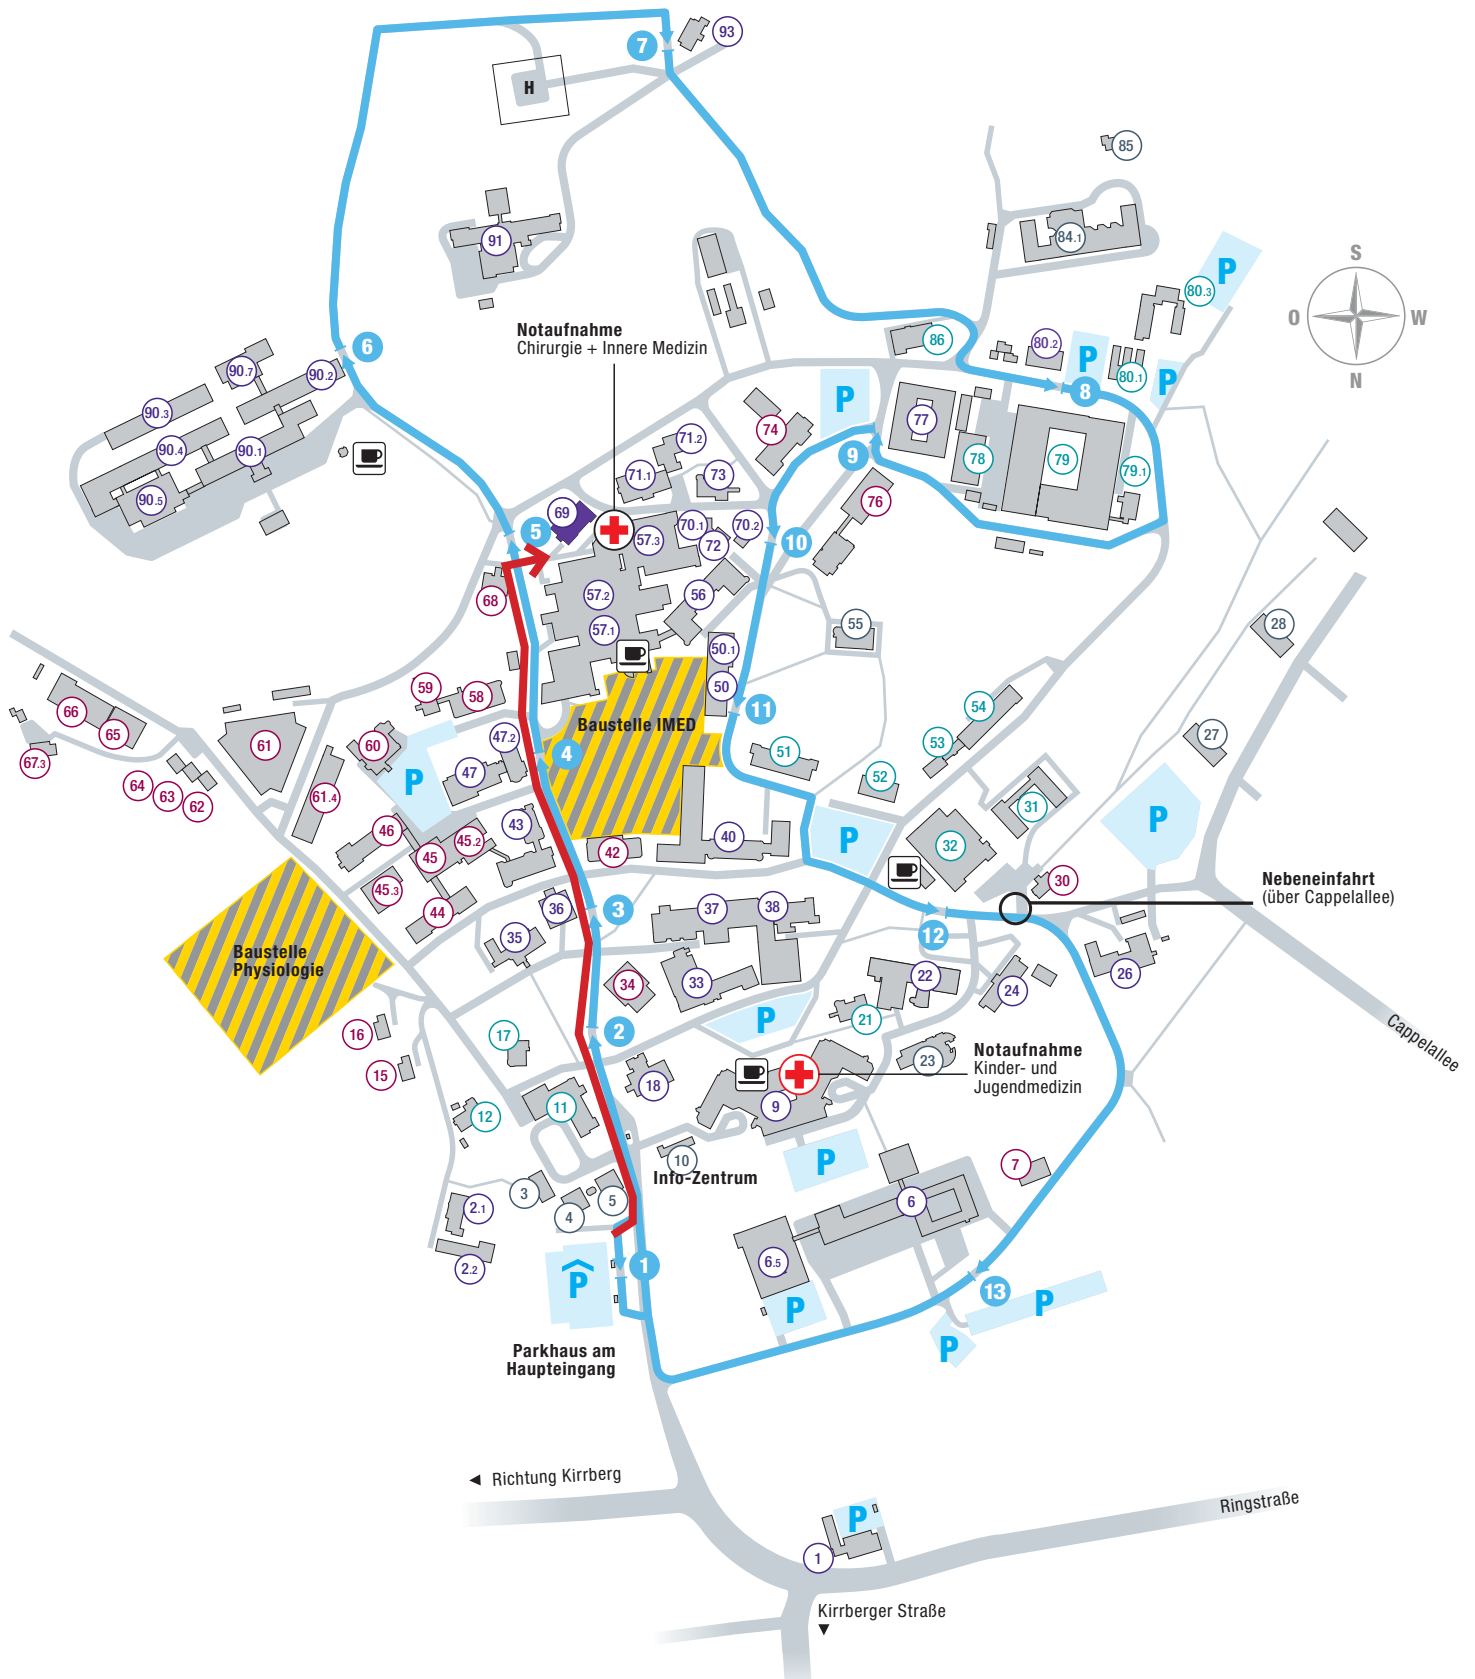 7
93
H
85
91
84.1
S
O
W
N
P
80.3
Notaufnahme
Chirurgie + Innere Medizin
6
86
80.2
P
80.1
P
8
90.7
90.2
90.3
90.4
90.1
90.5
P
77
74
71.2
9
78
79
79.1
71.1
73
76
69
5
57.3
70.1
70.2
72
10
68
57.2
56
57.1
55
28
50.1
50
59
58
66
65
67.3
61
60
47.2
Baustelle IMED
11
54
53
27
4
51
52
P
47
64
63
62
61.4
31
P
46
43
45.2
45
42
40
P
32
45.3
44
30
Nebeneinfahrt
(über Cappelallee)
36
3
37
38
12
35
Baustelle
Physiologie
34
33
22
24
26
16
17
2
P
21
Cappelallee
15
18
23
Notaufnahme
Kinder- und
Jugendmedizin
12
11
9
10
Info-Zentrum
P
7
3
4
5
6
2.1
2.2
1
6.5
P
P
13
P
P
Parkhaus am
Haupteingang
Richtung Kirrberg
Ringstraße
P
1
Kirrberger Straße